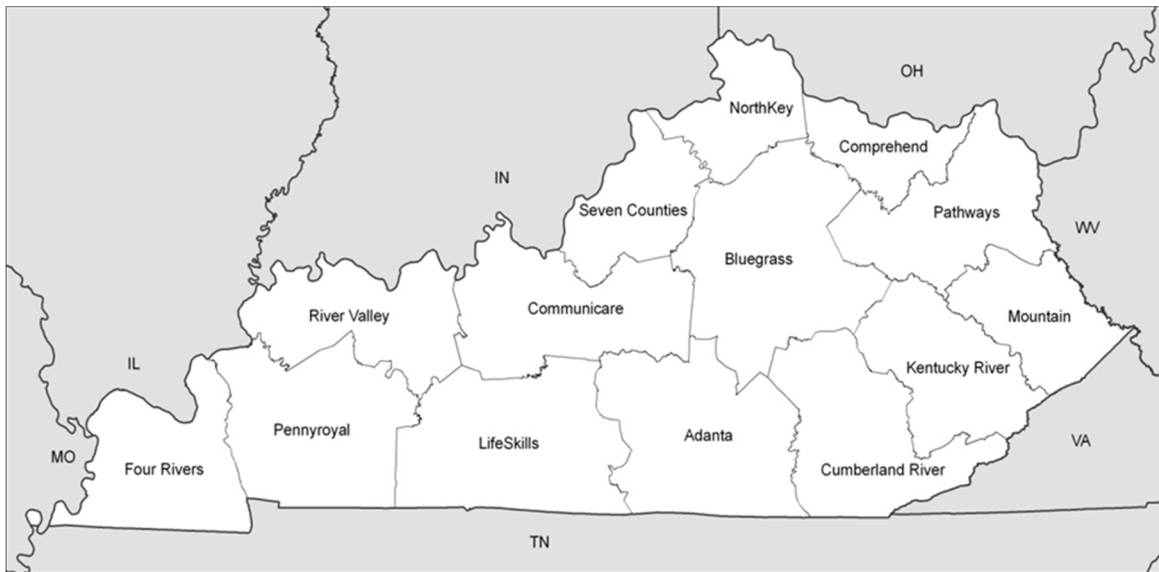 OH
NorthKey
Comprehend
IN
Seven Counties
Pathways
WV
Bluegrass
River Valley
Communicare
Mountain
IL
Kentucky River
Pennyroyal
LifeSkills
Adanta
VA
MO
Four Rivers
Cumberland River
TN